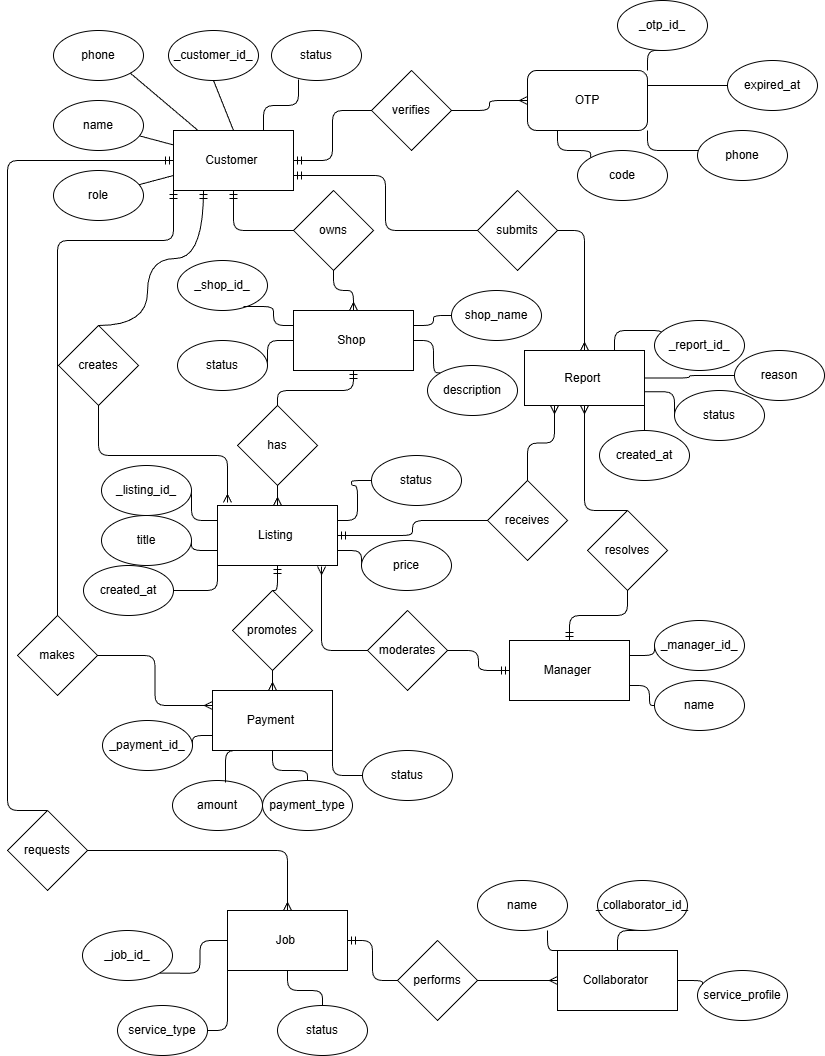 _otp_id_
phone
_customer_id_
status
expired_at
OTP
verifies
name
Customer
phone
code
role
owns
submits
_shop_id_
shop_name
Shop
_report_id_
status
creates
Report
reason
description
status
has
created_at
_listing_id_
status
title
Listing
receives
resolves
price
created_at
promotes
_manager_id_
makes
moderates
Manager
name
Payment
_payment_id_
status
amount
payment_type
requests
name
_collaborator_id_
Job
_job_id_
performs
Collaborator
service_profile
service_type
status